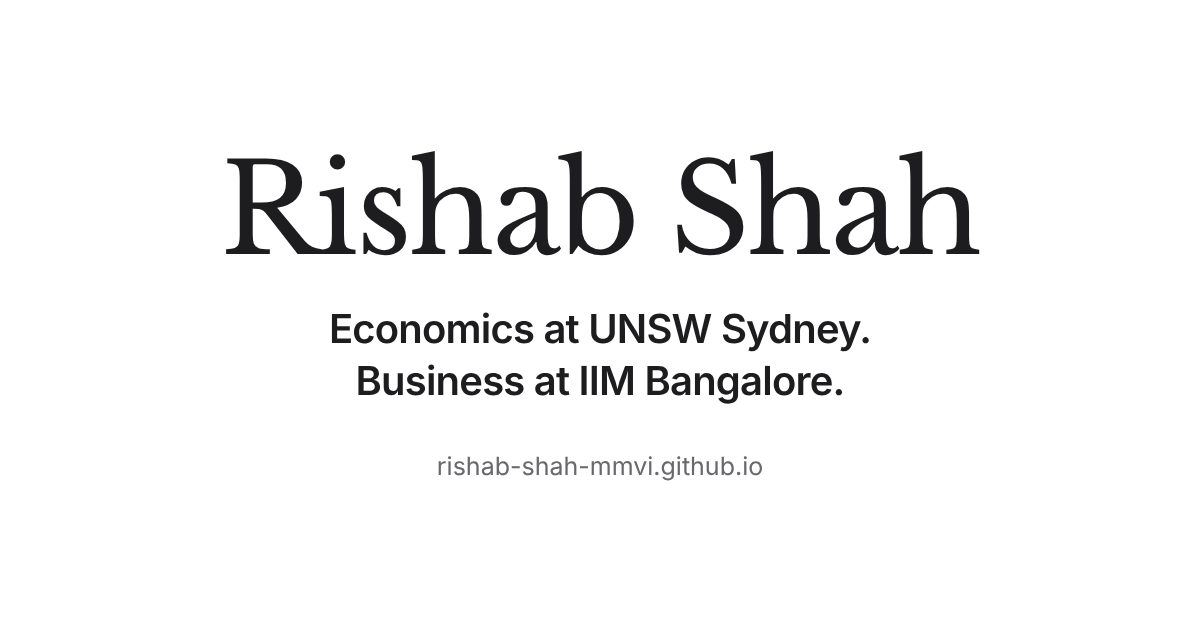 Rishab Shah
Economics at UNSW Sydney.
Business at IIM Bangalore.
rishab-shah-mmvi.github.io